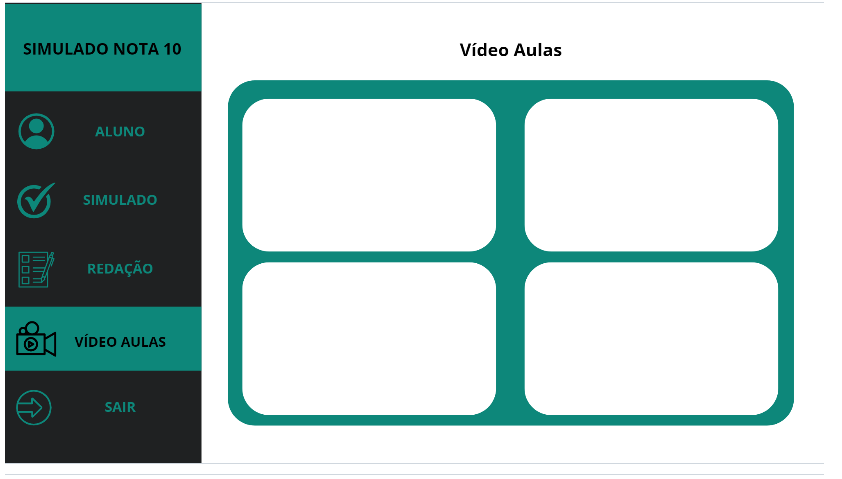 SIMULADO NOTA 10
ALUNO
SIMULADO
REDAÇÃO
VÍDEO AULAS
SAIR
Vídeo Aulas